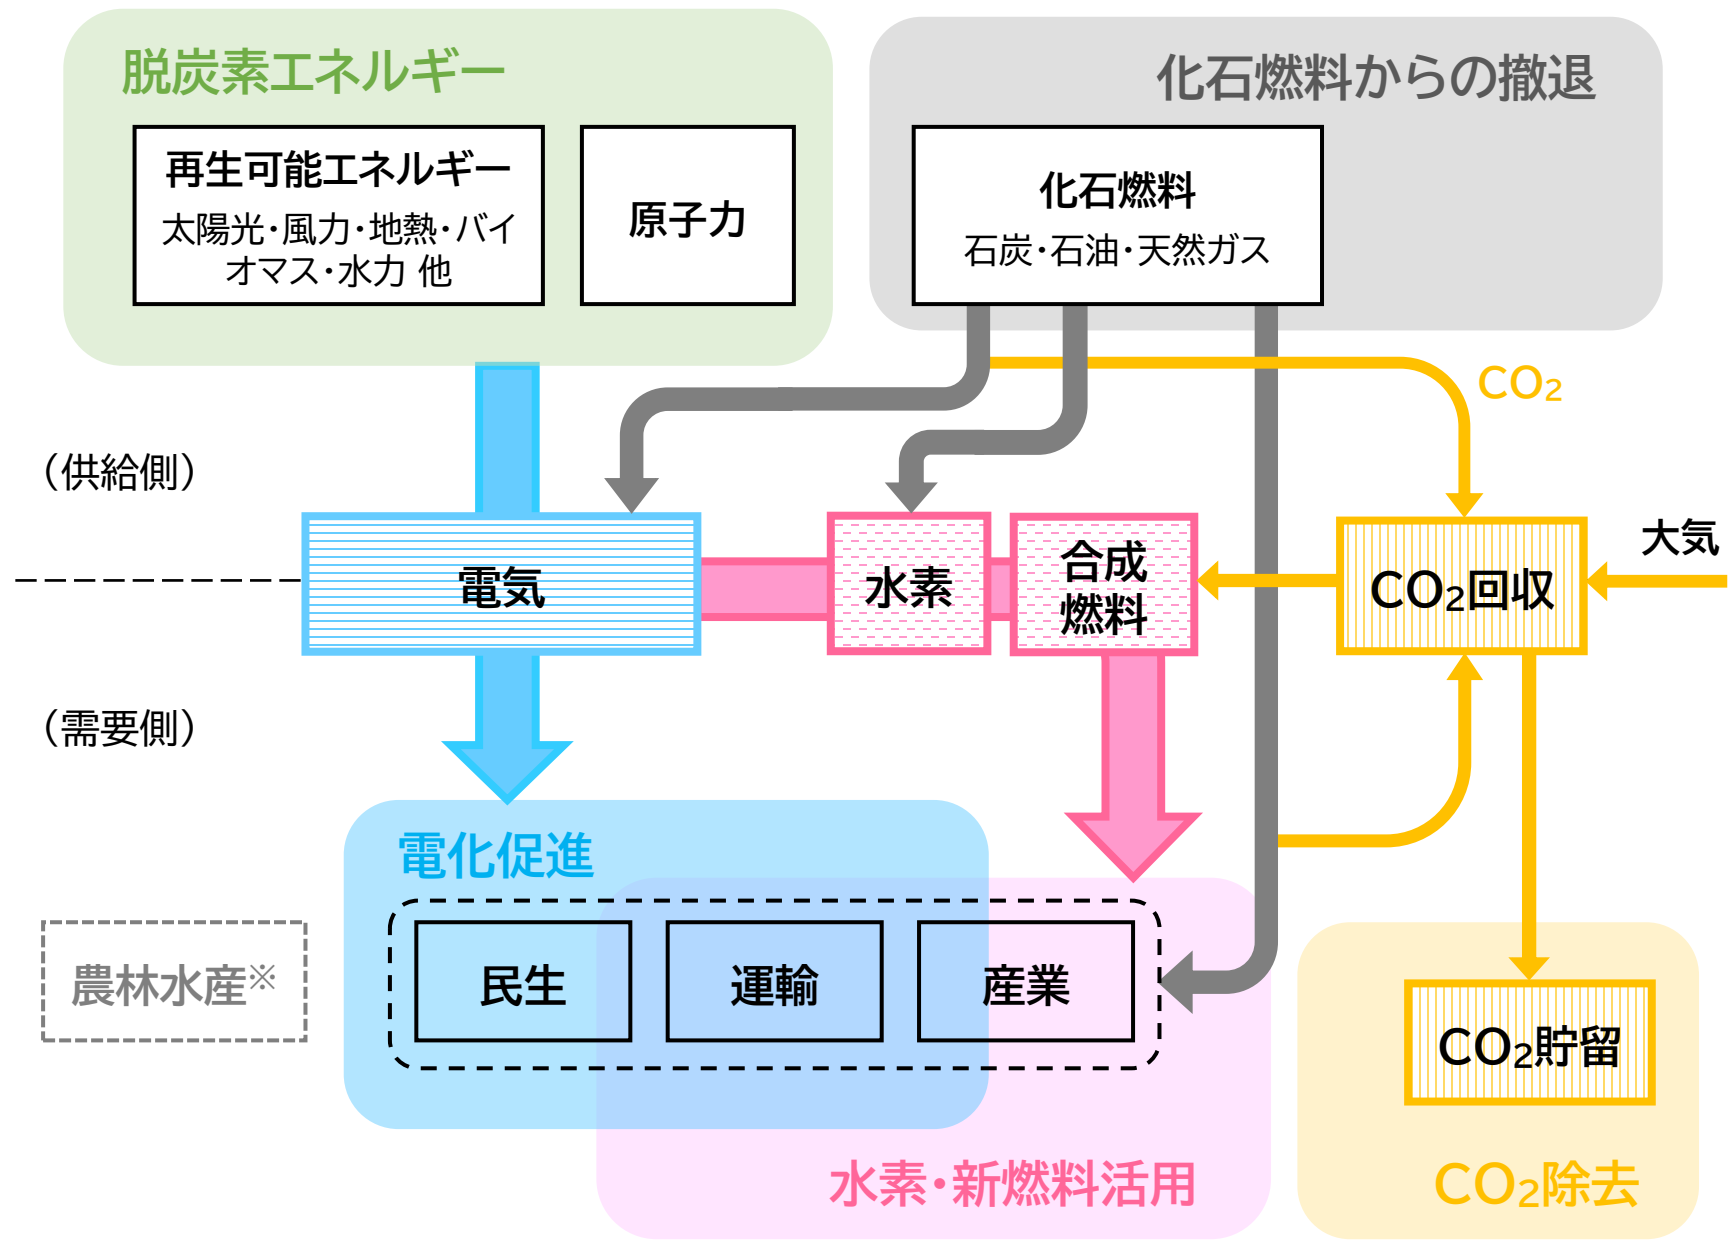 脱炭素エネルギー
再生可能エネルギー
太陽光・風力・地熱・バイ
オマス・水力 他
原子力
化石燃料からの撤退
化石燃料
石炭・石油・天然ガス
CO₂
(供給側)
大気
電気
水素
合成
燃料
CO₂回収
(需要側)
電化促進
農林水産※
民生
運輸
産業
CO₂貯留
水素・新燃料活用
CO₂除去